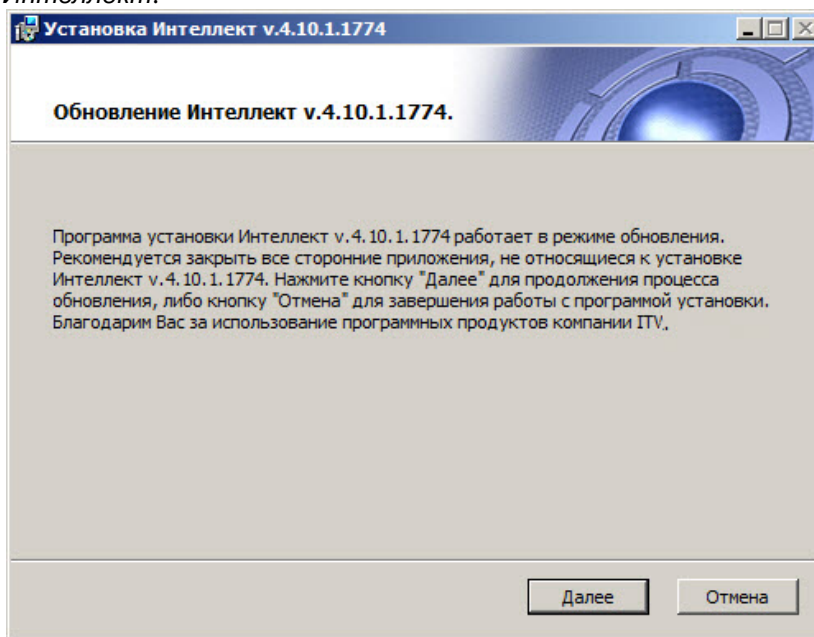 Интеллект.
Установка Интеллект v.4.10.1.1774
Обновление Интеллект v.4.10.1.1774.
Программа установки Интеллект v.4.10.1.1774 работает в режиме обновления.
Рекомендуется закрыть все сторонние приложения, не относящиеся к установке
Интеллект v.4.10.1.1774. Нажмите кнопку "Далее" для продолжения процесса
обновления, либо кнопку "Отмена" для завершения работы с программой установки.
Благодарим Вас за использование программных продуктов компании ITV.
Далее
Отмена